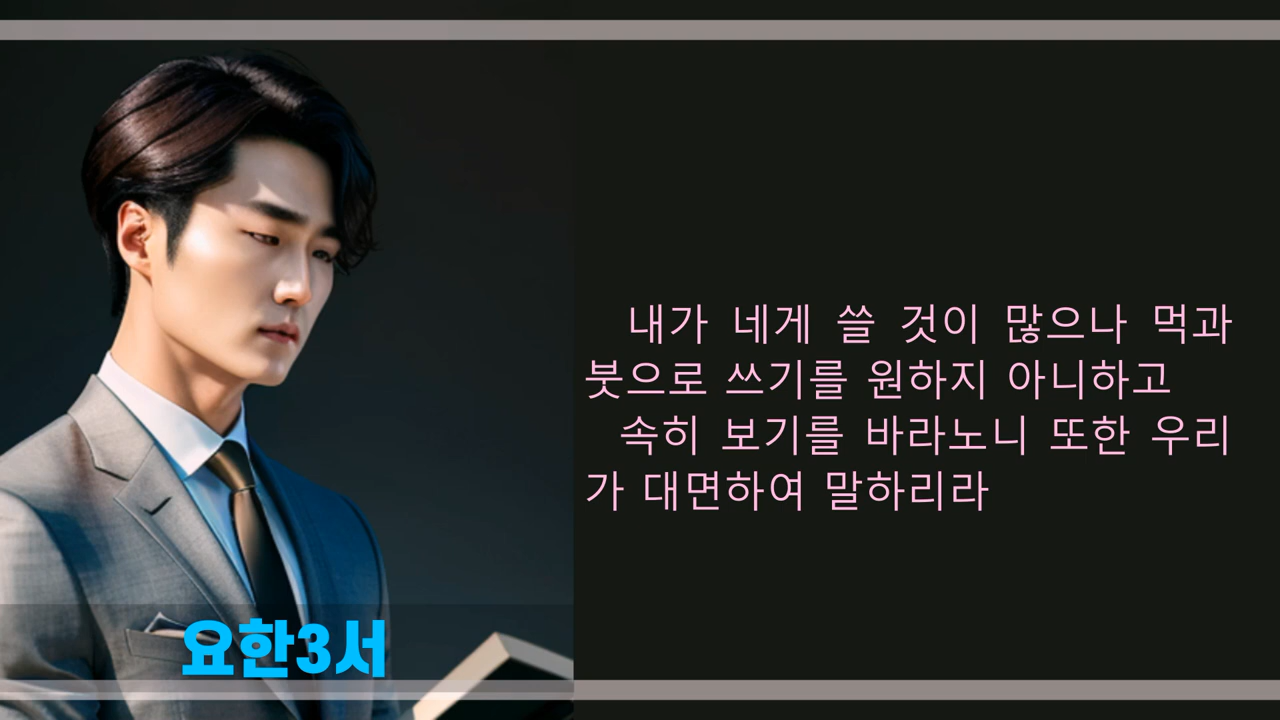 내가 네게 쓸 것이 많으나 먹과
붓으로 쓰기를 원하지 아니하고
속히 보기를 바라노니 또한 우리
가 대면하여 말하리라
요한3서